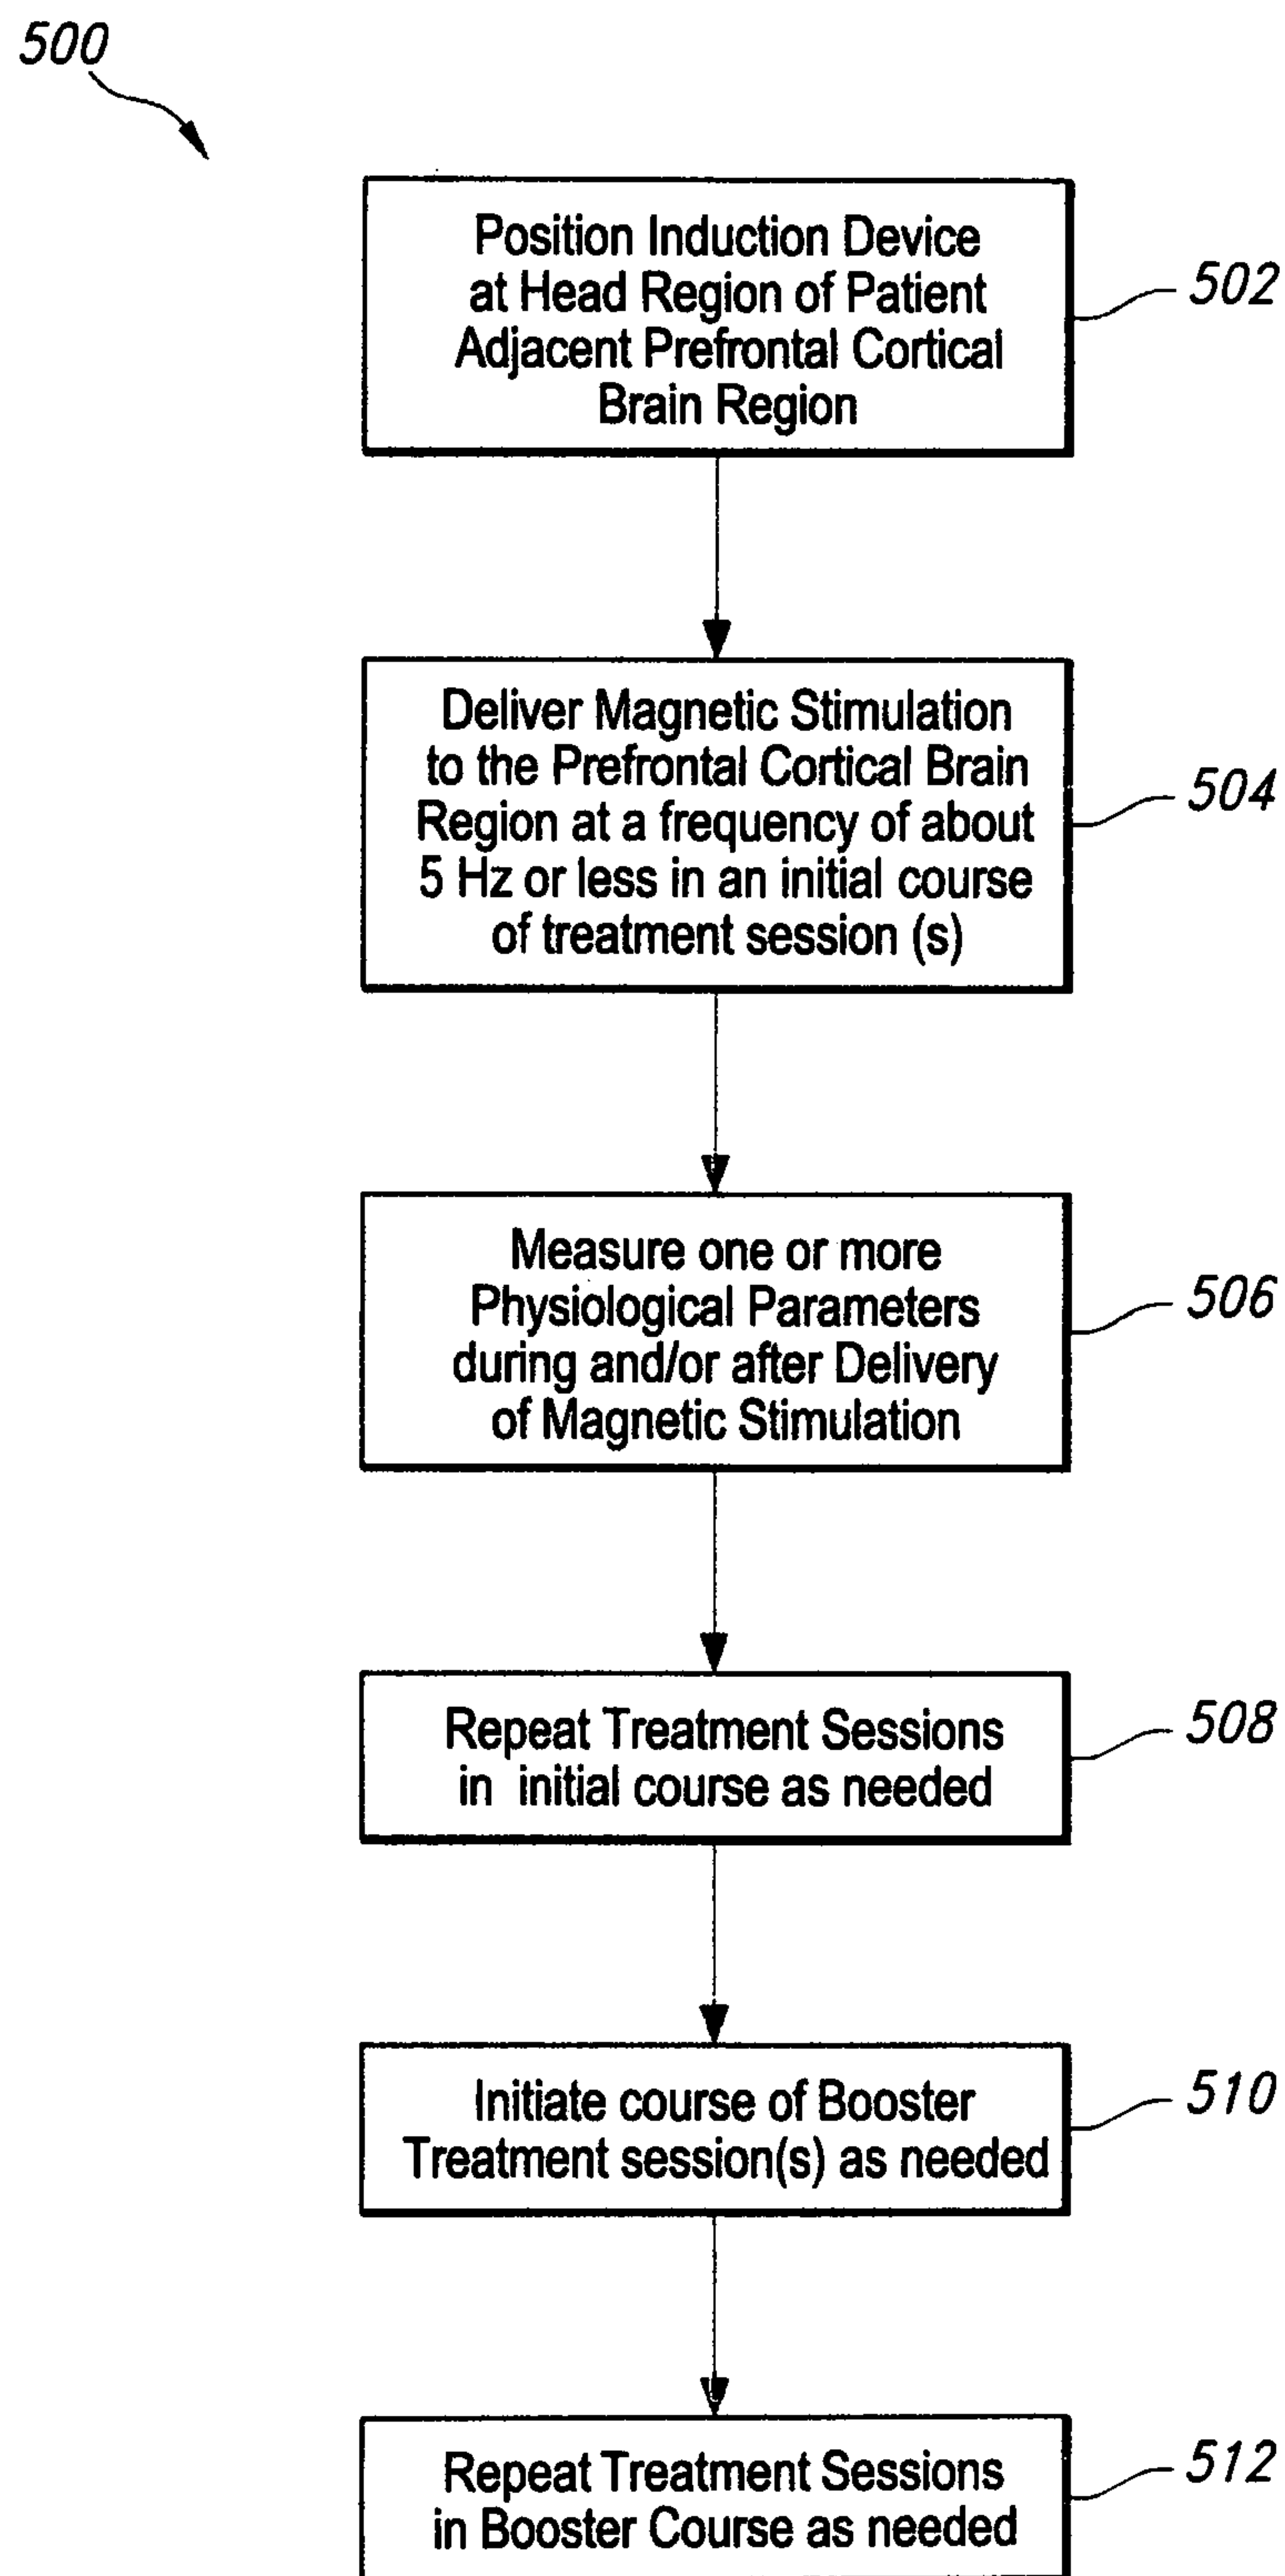 500
Position Induction Device
at Head Region of Patient
Adjacent Prefrontal Cortical
Brain Region
502
Deliver Magnetic Stimulation
to the Prefrontal Cortical Brain
Region at a frequency of about
5 Hz or less in an initial course
of treatment session (s)
504
Measure one or more
Physiological Parameters
during and/or after Delivery
of Magnetic Stimulation
506
Repeat Treatment Sessions
in initial course as needed
508
Initiate course of Booster
Treatment session(s) as needed
510
Repeat Treatment Sessions
in Booster Course as needed
512